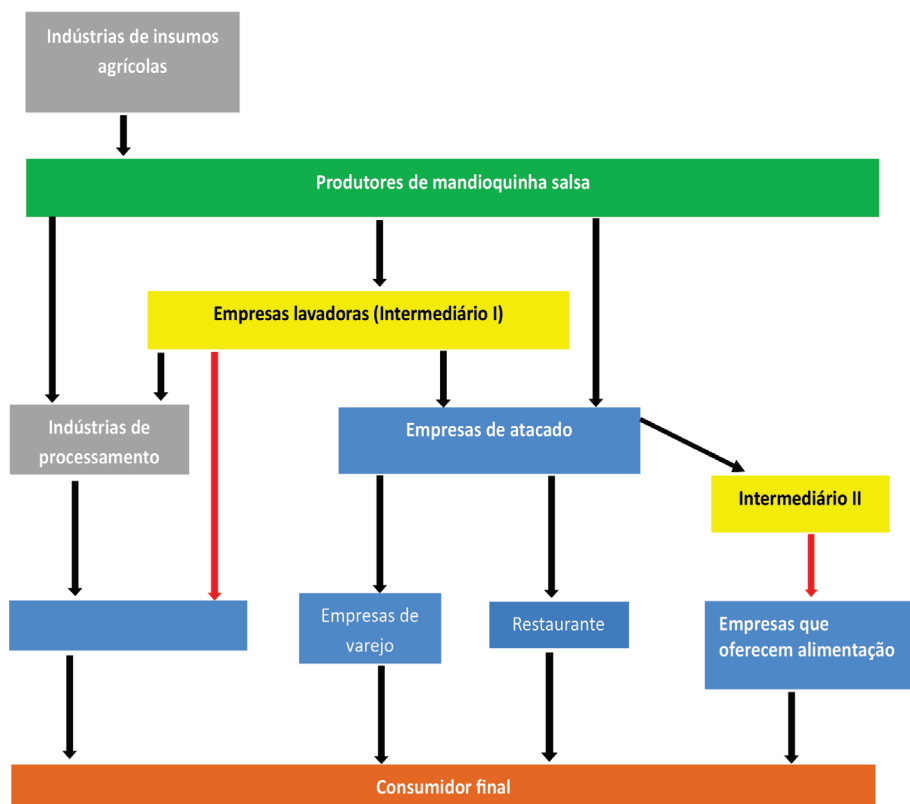 Indústrias de insumos
agrícolas
Produtores de mandioquinha salsa
Empresas lavadoras (Intermediário I)
Indústrias de
processamento
Empresas de atacado
Intermediário II
Empresas de
varejo
Restaurante
Empresas que
oferecem alimentação
Consumidor final